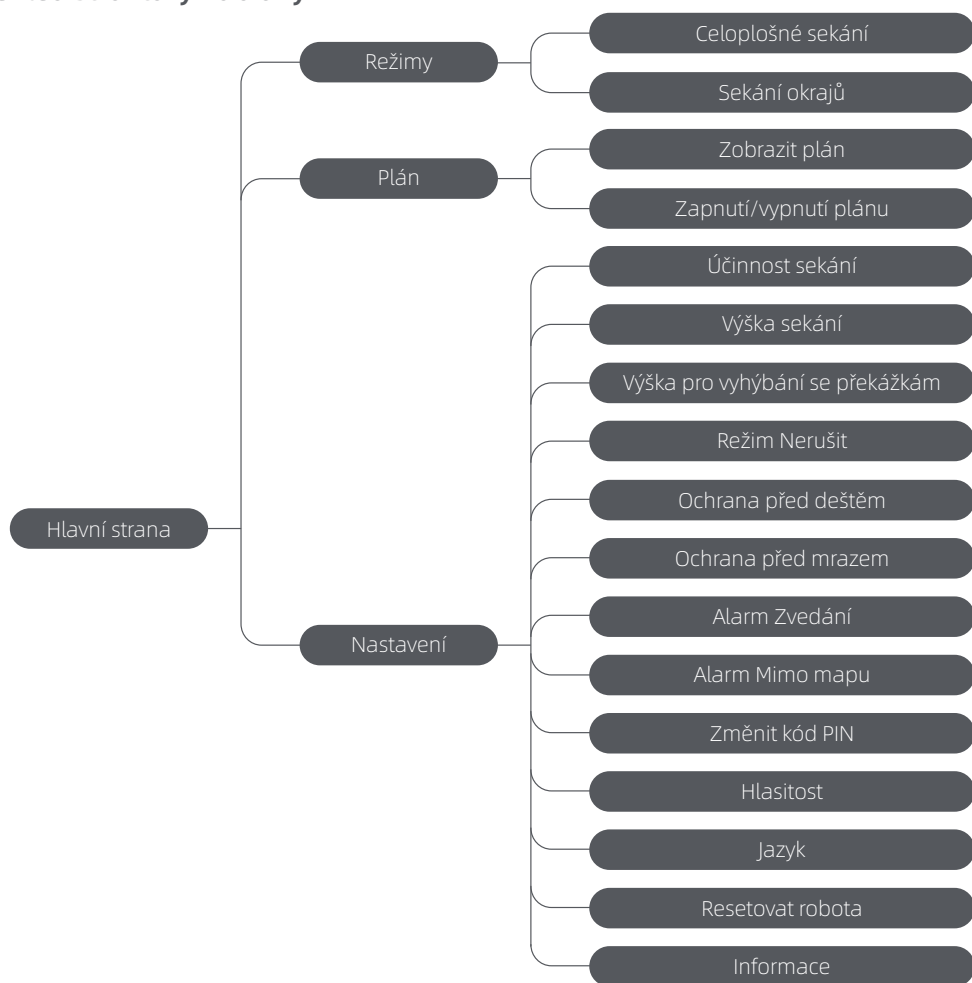 Režimy
Celoplošné sekání
Sekání okrajů
Plán
Zobrazit plán
Zapnutí/vypnutí plánu
Hlavní strana
Nastavení
Účinnost sekání
Výška sekání
Výška pro vyhýbání se překážkám
Režim Nerušit
Ochrana před deštěm
Ochrana před mrazem
Alarm Zvedání
Alarm Mimo mapu
Změnit kód PIN
Hlasitost
Jazyk
Resetovat robota
Informace